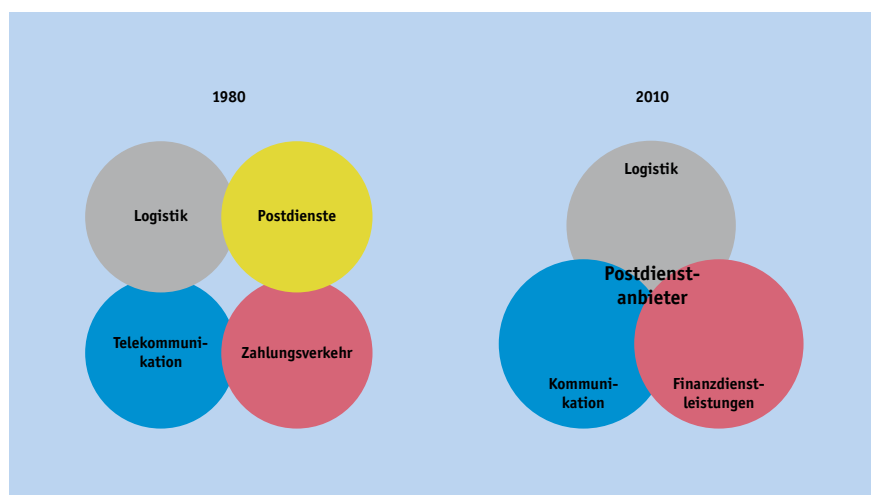 1980
Logistik
Postdienste
Telekommuni-
kation
Zahlungsverkehr
2010
Logistik
Postdienst-
anbieter
Kommuni-
kation
Finanzdienst-
leistungen